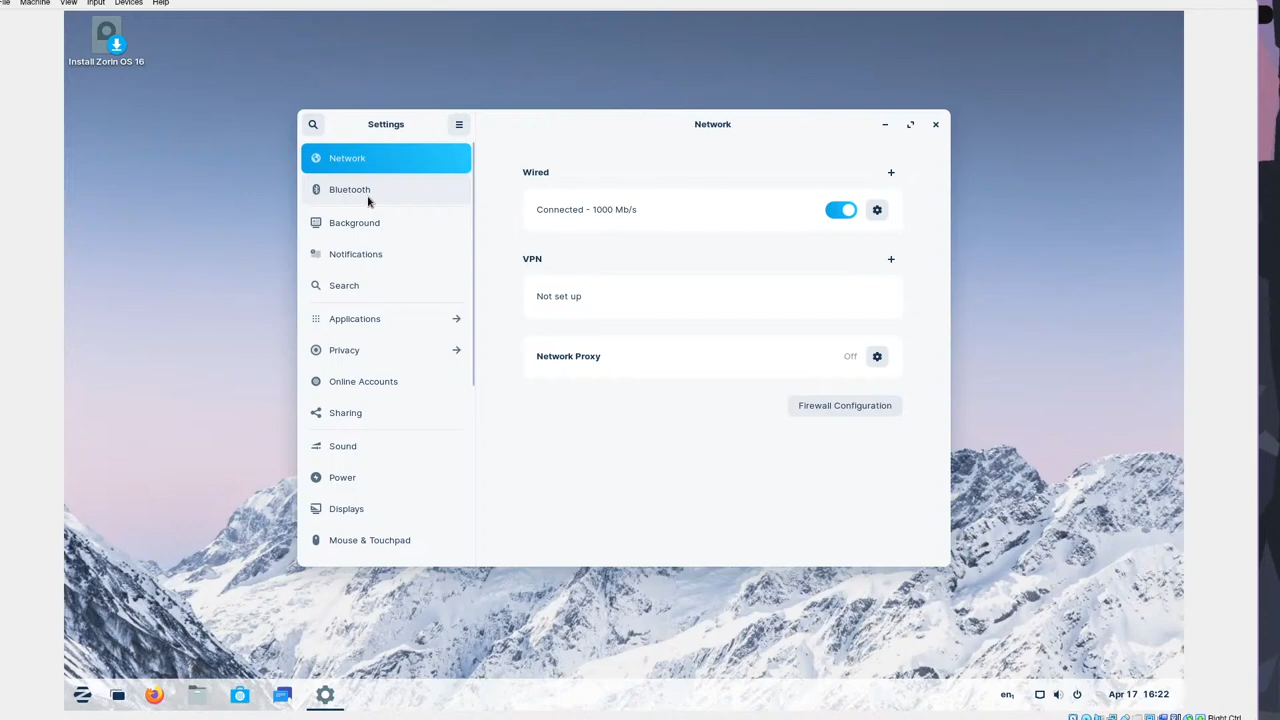 File Machine View Input Devices Help
Install Zorin OS 16
Settings
Network
Network
Bluetooth
Background
Notifications
Search
Applications
Privacy
Online Accounts
Sharing
Sound
Power
Displays
Mouse & Touchpad
Wired
Connected - 1000 Mb/s
VPN
Not set up
Network Proxy
Off
Firewall Configuration
en₁
Apr 17 16:22
Right Ctrl